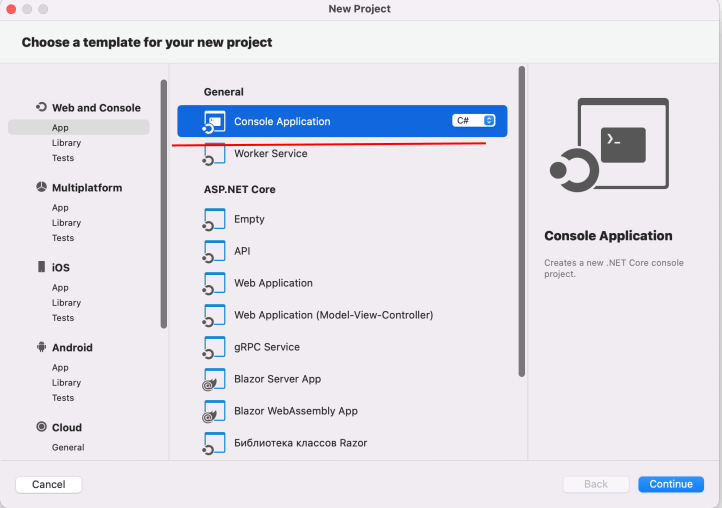 New Project
Choose a template for your new project
Web and Console
App
Library
Tests
Multiplatform
App
Library
Tests
iOS
App
Library
Tests
Android
App
Library
Tests
Cloud
General
General
Console Application
C#
Worker Service
ASP.NET Core
Empty
API
Web Application
Web Application (Model-View-Controller)
gRPC Service
Blazor Server App
Blazor WebAssembly App
Библиотека классов Razor
Console Application
Creates a new .NET Core console
project.
Cancel
Back
Continue